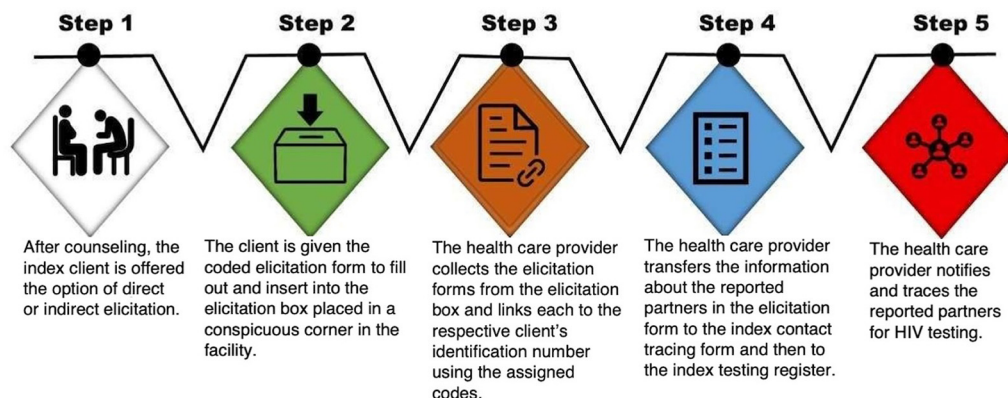 Step 1
Step 2
Step 3
Step 4
Step 5
After counseling, the
index client is offered
the option of direct
or indirect elicitation.
The client is given the
coded elicitation form to fill
out and insert into the
elicitation box placed in a
conspicuous corner in the
facility.
The health care provider
collects the elicitation
forms from the elicitation
box and links each to the
respective client’s
identification number
using the assigned
codes.
The health care provider
transfers the information
about the reported
partners in the elicitation
form to the index contact
tracing form and then to
the index testing register.
The health care
provider notifies
and traces the
reported partners
for HIV testing.